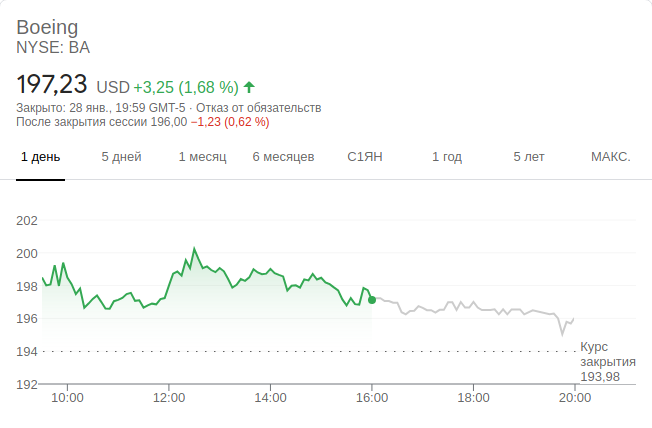 Boeing
NYSE: BA
197,23 USD +3,25 (1,68 %)
Закрыто: 28 янв., 19:59 GMT-5 · Отказ от обязательств
После закрытия сессии 196,00 −1,23 (0,62 %)
1 день 5 дней 1 месяц 6 месяцев С1ЯН 1 год 5 лет МАКС.
202
200
198
196
194
192
Курс
закрытия
193,98
10:00 12:00 14:00 16:00 18:00 20:00